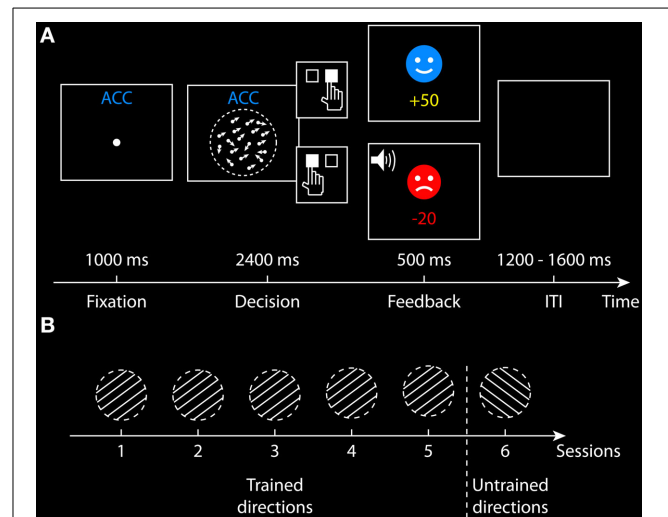 A
ACC
ACC
+50
-20
1000 ms 2400 ms 500 ms 1200 - 1600 ms
Fixation Decision Feedback ITI Time
B
1 2 3 4 5 6 Sessions
Trained directions
Untrained directions